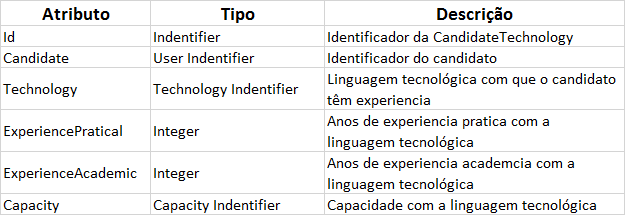 Atributo Tipo Descrição
Id Indentifier Identificador da CandidateTechnology
Candidate User Indentifier Identificador do candidato
Technology Technology Indentifier Linguagem tecnológica com que o candidato
têm experiencia
ExperiencePratical Integer Anos de experiencia pratica com a
linguagem tecnológica
ExperienceAcademic Integer Anos de experiencia academcia com a
linguagem tecnológica
Capacity Capacity Indentifier Capacidade com a linguagem tecnológica